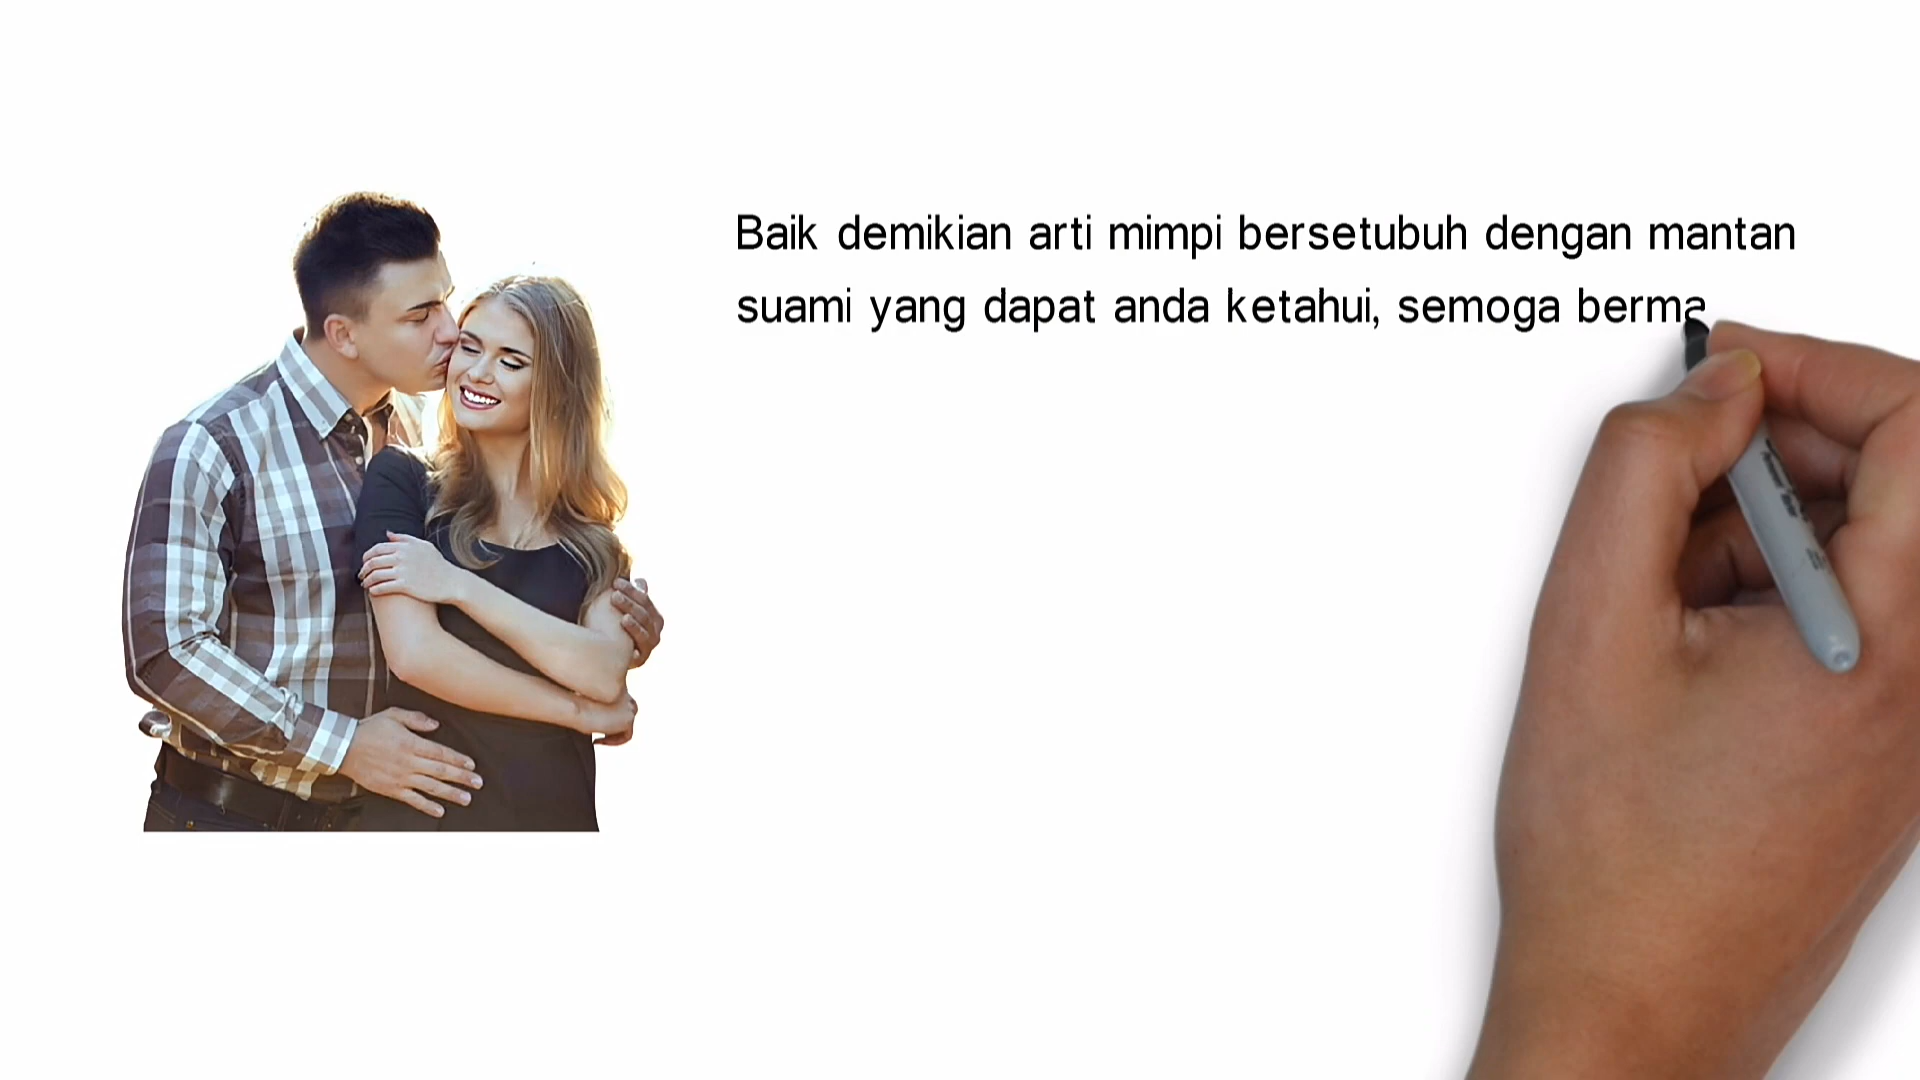 Baik demikian arti mimpi bersetubuh dengan mantan
suami yang dapat anda ketahui, semoga berma